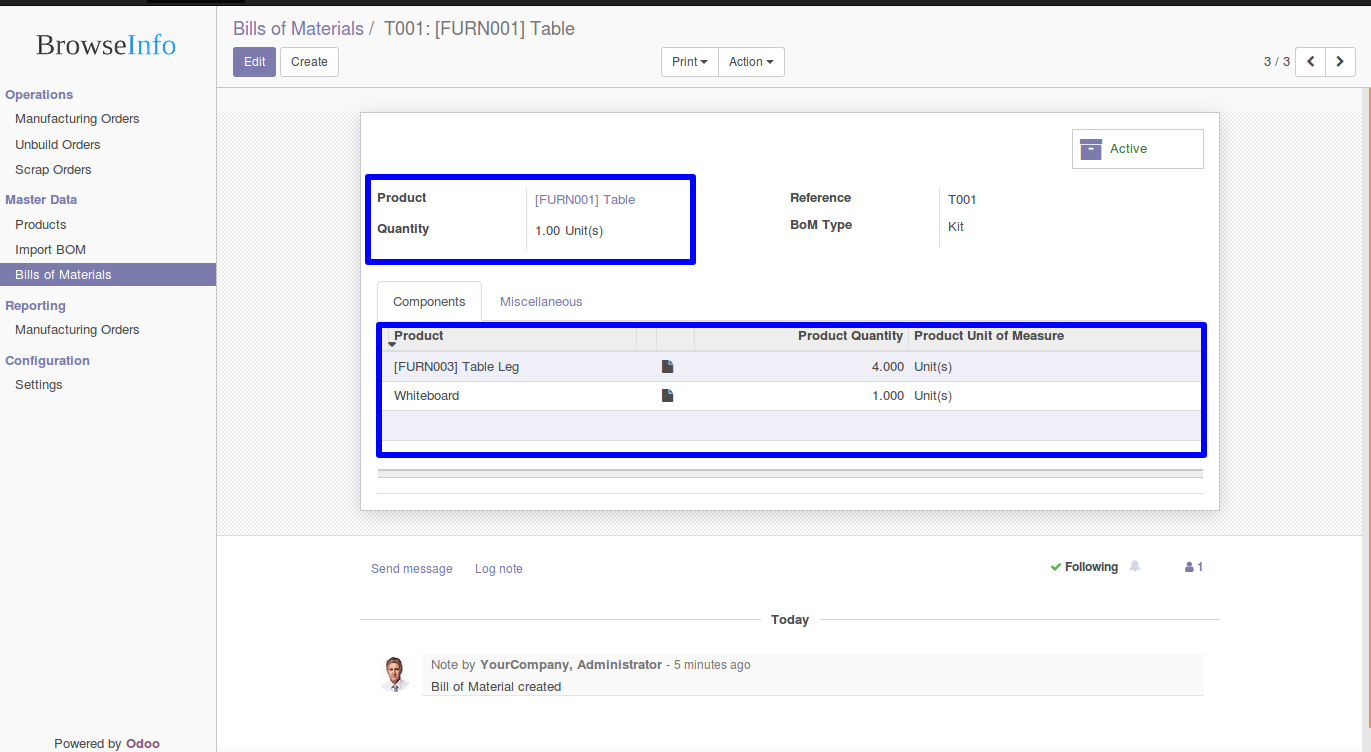 BrowseInfo
Operations
Manufacturing Orders
Unbuild Orders
Scrap Orders
Master Data
Products
Import BOM
Bills of Materials
Reporting
Manufacturing Orders
Configuration
Settings
Powered by Odoo
Bills of Materials / T001: [FURN001] Table
Edit Create Print Action 3 / 3
Active
Product [FURN001] Table
Quantity 1.00 Unit(s)
Reference T001
BoM Type Kit
Components Miscellaneous
Product Product Quantity Product Unit of Measure
[FURN003] Table Leg 4.000 Unit(s)
Whiteboard 1.000 Unit(s)
Send message Log note Following 1
Today
Note by YourCompany, Administrator - 5 minutes ago
Bill of Material created